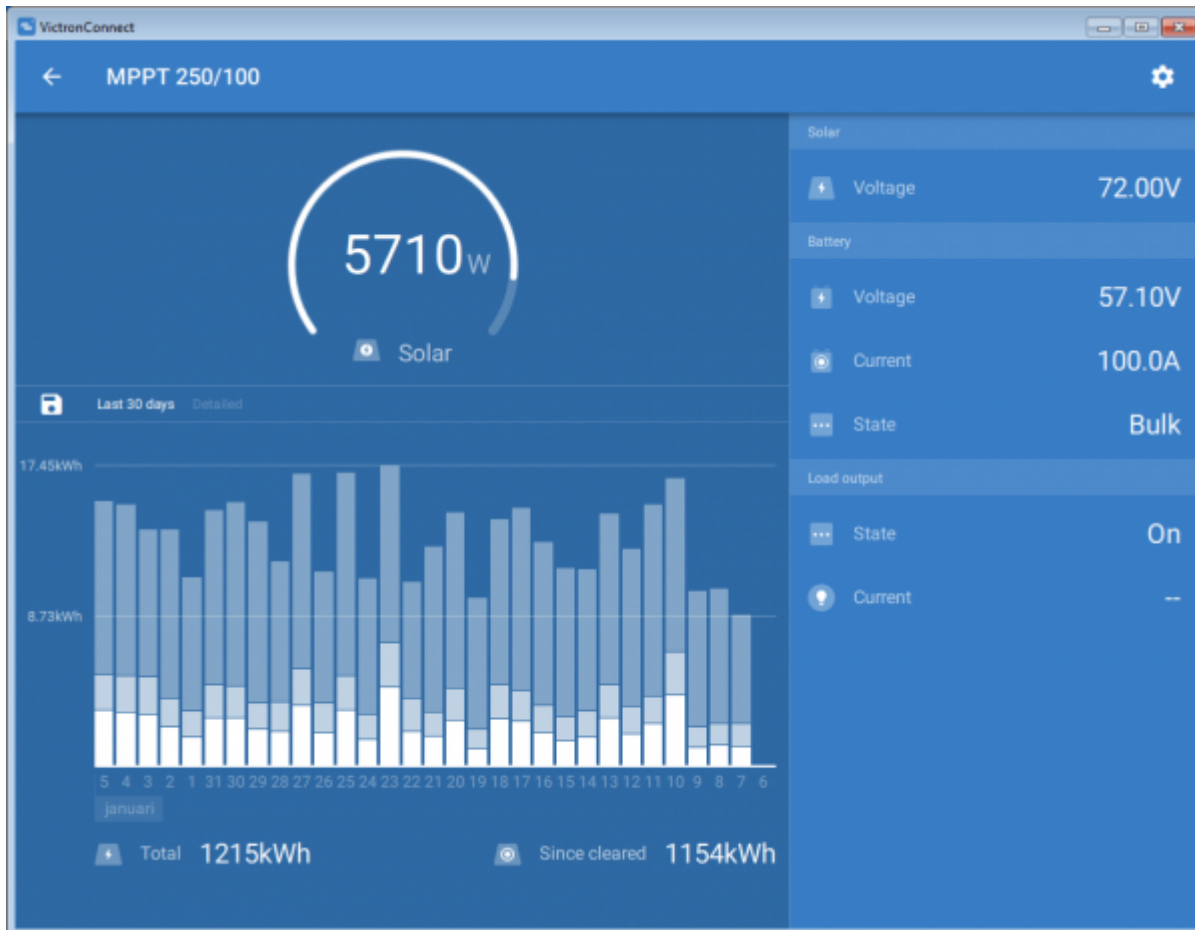 VictronConnect
MPPT 250/100
5710W
Solar
Last 30 days Detailed
17.45kWh
8.73kWh
5 4 3 2 1 31 30 29 28 27 26 25 24 23 22 21 20 19 18 17 16 15 14 13 12 11 10 9 8 7 6
januari
Total 1215kWh Since cleared 1154kWh
Solar
Voltage 72.00V
Battery
Voltage 57.10V
Current 100.0A
State Bulk
Load output
State On
Current --